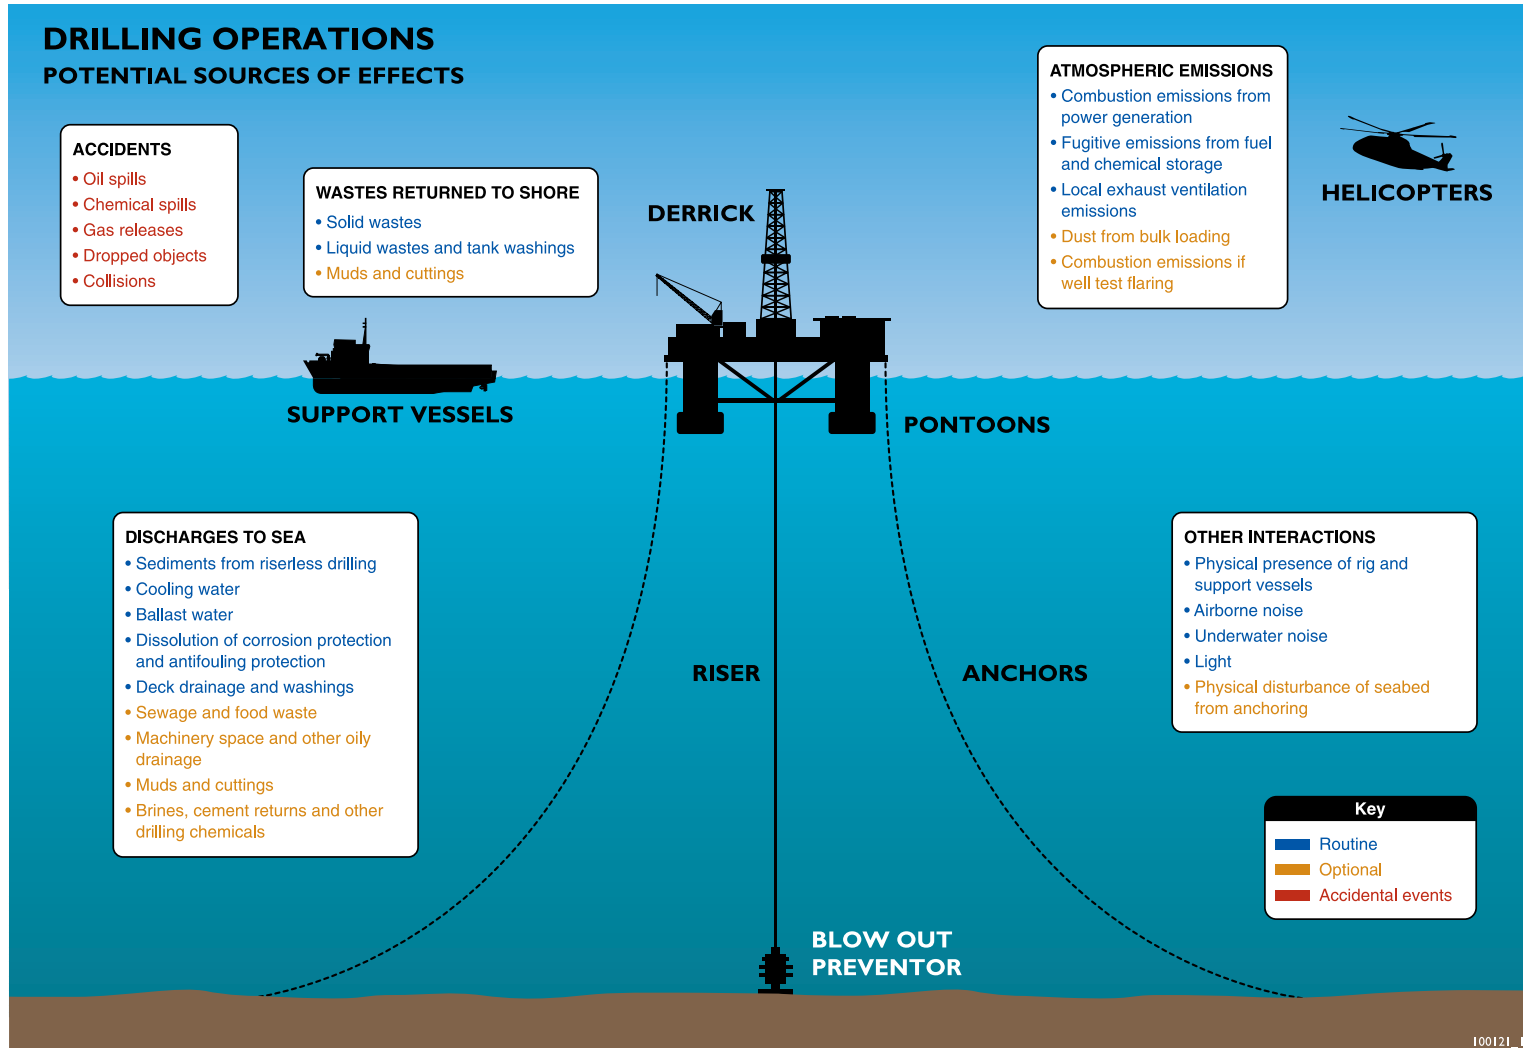 DRILLING OPERATIONS
POTENTIAL SOURCES OF EFFECTS
ACCIDENTS
• Oil spills
• Chemical spills
• Gas releases
• Dropped objects
• Collisions
WASTES RETURNED TO SHORE
• Solid wastes
• Liquid wastes and tank washings
• Muds and cuttings
DERRICK
ATMOSPHERIC EMISSIONS
• Combustion emissions from
power generation
• Fugitive emissions from fuel
and chemical storage
• Local exhaust ventilation
emissions
• Dust from bulk loading
• Combustion emissions if
well test flaring
HELICOPTERS
SUPPORT VESSELS
PONTOONS
DISCHARGES TO SEA
• Sediments from riserless drilling
• Cooling water
• Ballast water
• Dissolution of corrosion protection
and antifouling protection
• Deck drainage and washings
• Sewage and food waste
• Machinery space and other oily
drainage
• Muds and cuttings
• Brines, cement returns and other
drilling chemicals
RISER
ANCHORS
OTHER INTERACTIONS
• Physical presence of rig and
support vessels
• Airborne noise
• Underwater noise
• Light
• Physical disturbance of seabed
from anchoring
Key
Routine
Optional
Accidental events
BLOW OUT
PREVENTOR